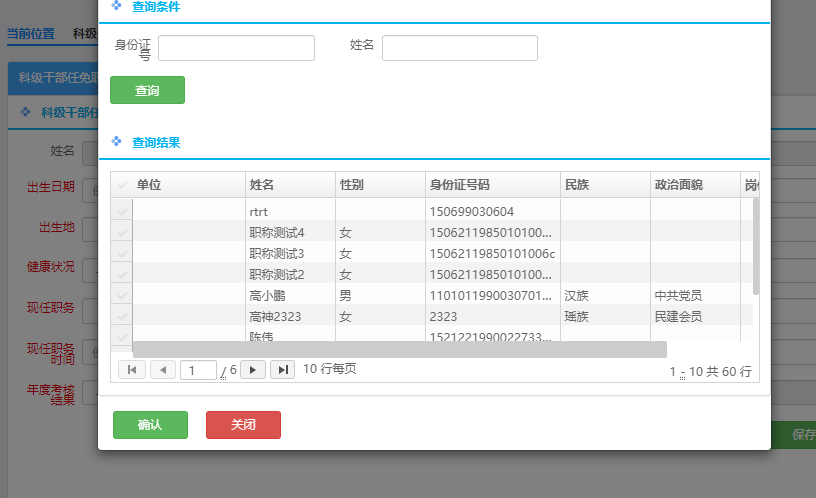 查询条件
当前位置 科级
身份证号 姓名
科级干部任免
查询
科级干部任
查询结果
姓名
单位 姓名 性别 身份证号码 民族 政治面貌
出生日期
rtrt 150699030604
职称测试4 女 1506211985010100...
出生地
职称测试3 女 15062119850101006c
健康状况
职称测试2 女 1506211985010100...
高小鹏 男 1101011990030701... 汉族 中共党员
现任职务
高神2323 女 2323 瑶族 民建会员
陈伟 1521221990022733...
现任职务时间
1 / 6 10 行每页 1 - 10 共 60 行
年度考核结果
确认 关闭
保存